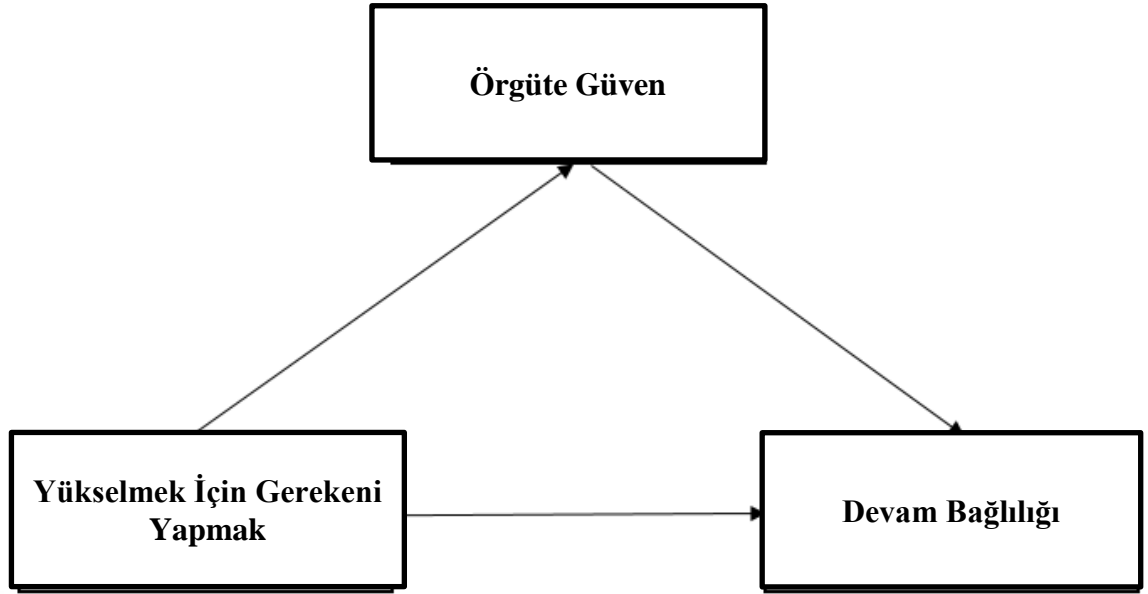 Örgüte Güven
Yükselmek İçin Gerekeni
Yapmak
Devam Bağlılığı